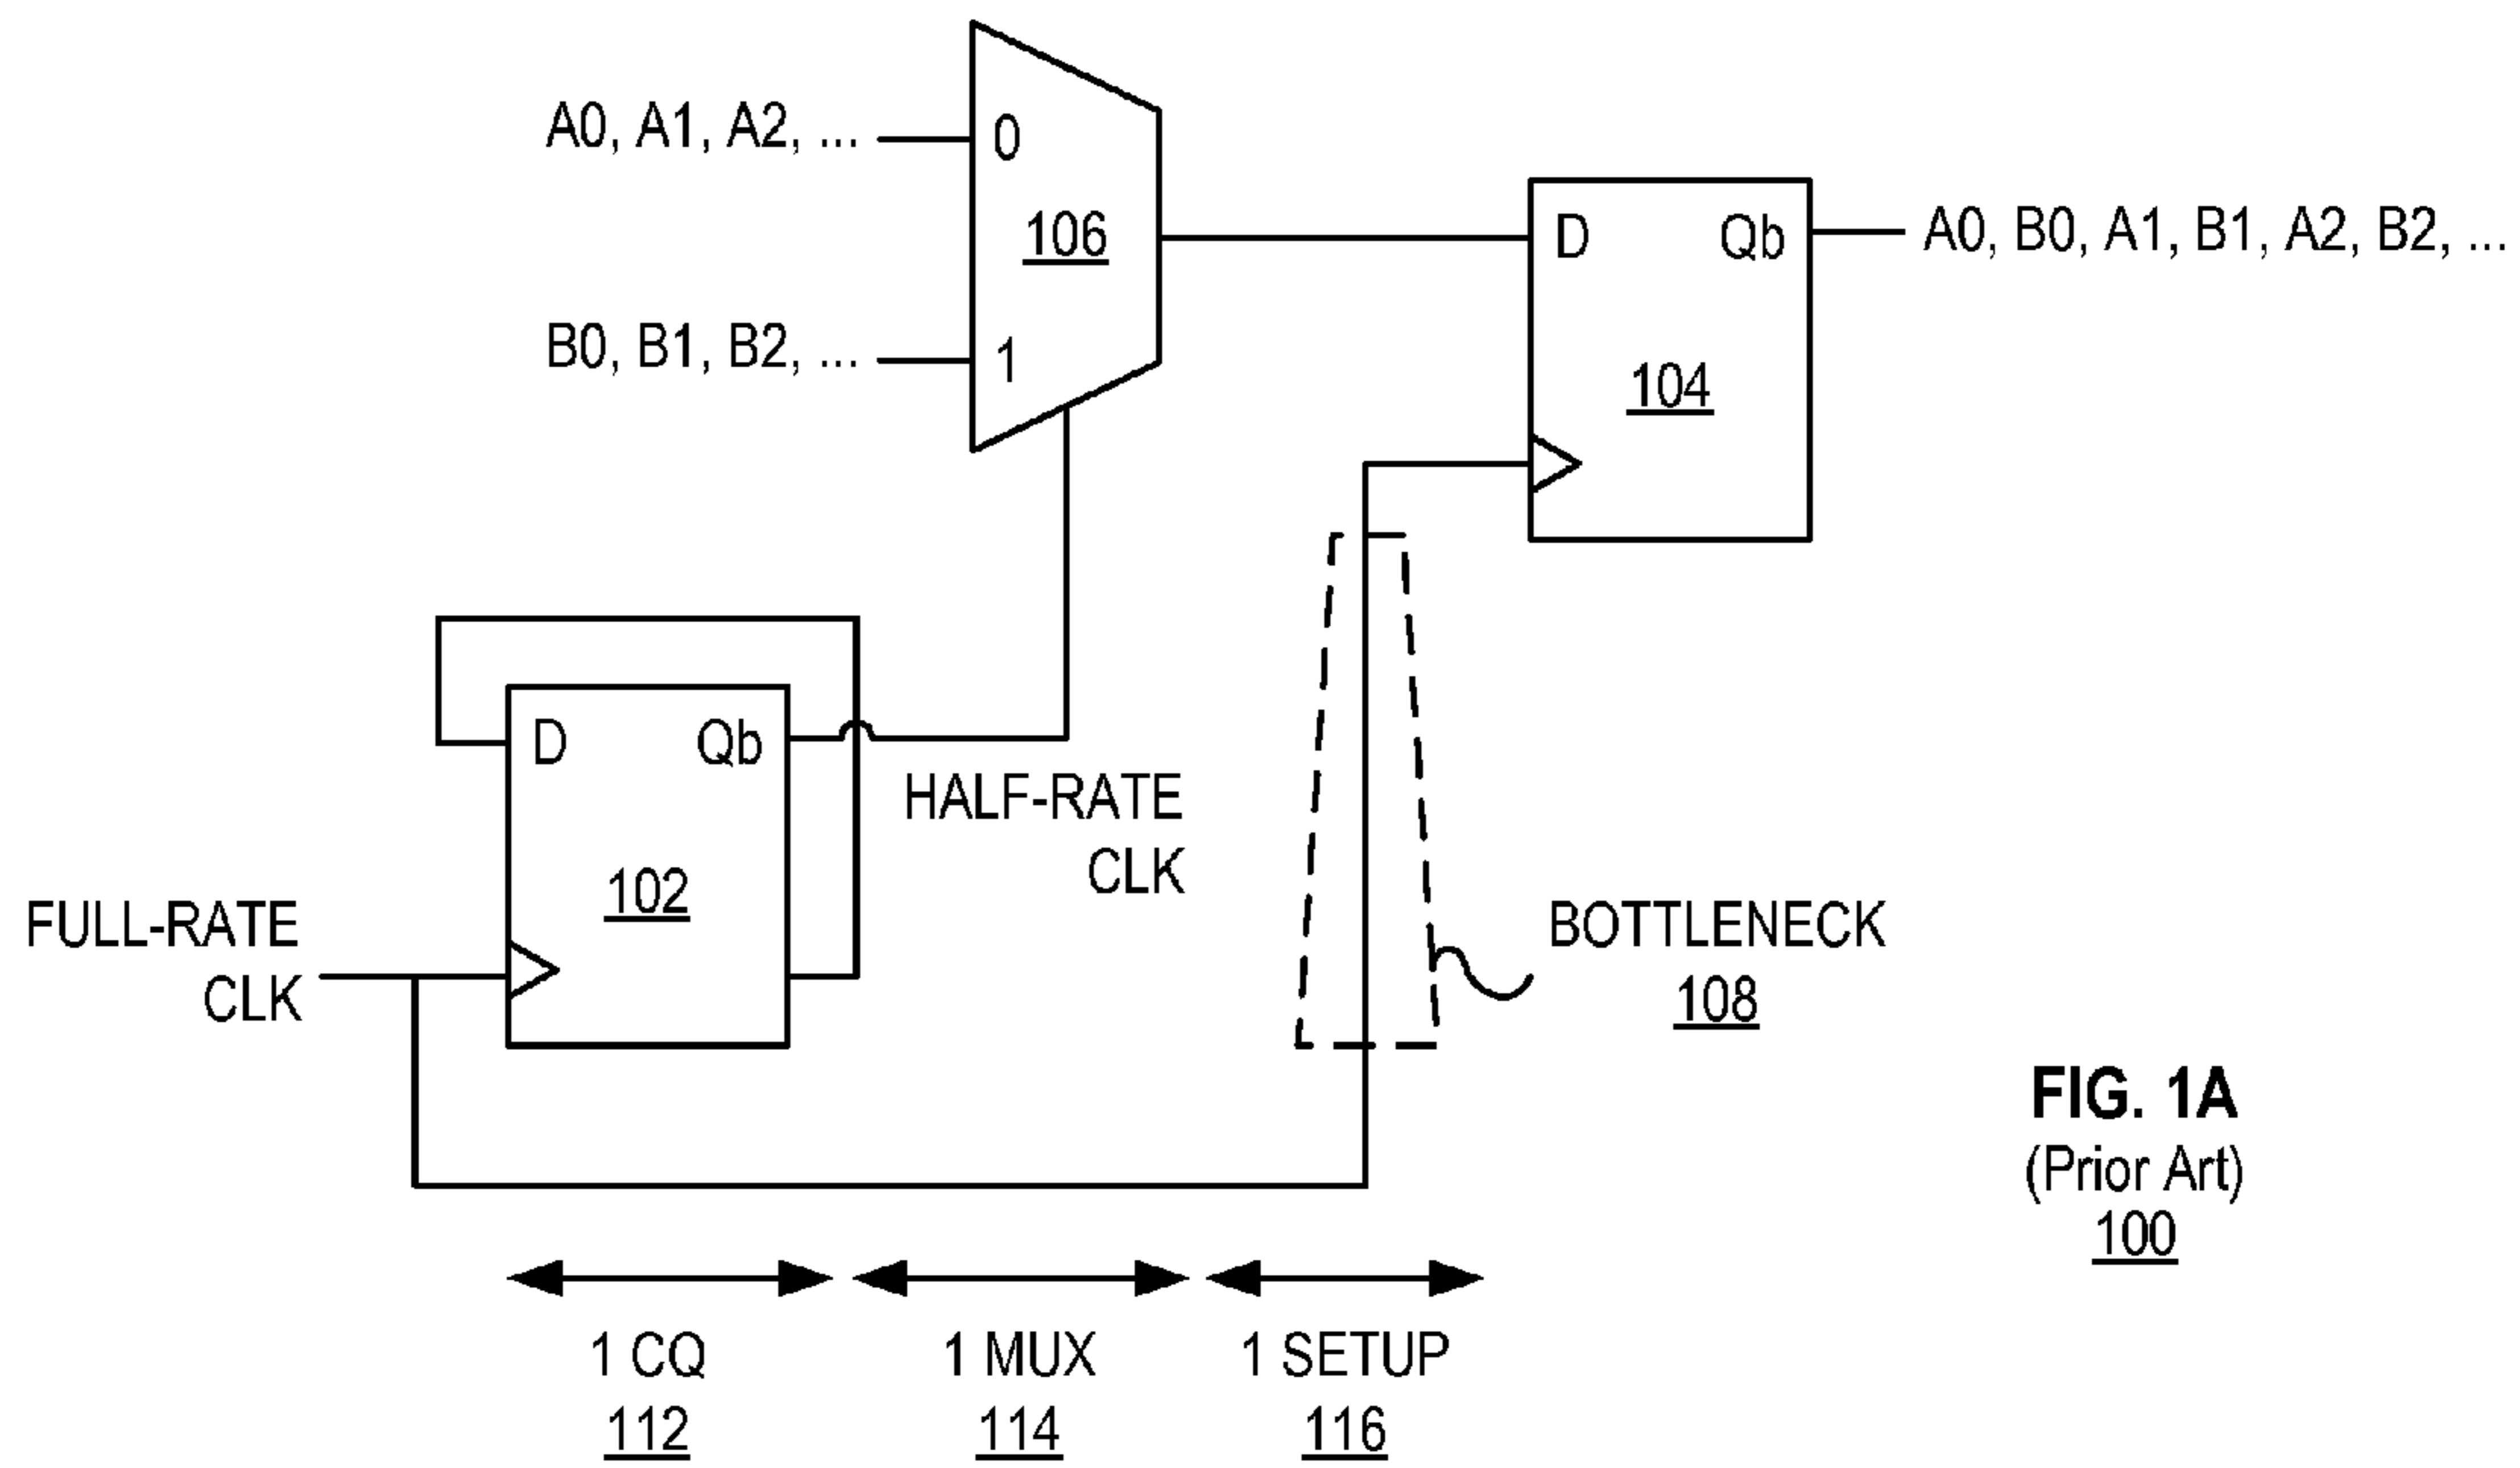 A0, A1, A2, ...
0
106
B0, B1, B2, ...
1
D
Qb
104
A0, B0, A1, B1, A2, B2, ...
D
Qb
102
HALF-RATE
CLK
FULL-RATE
CLK
BOTTLENECK
108
FIG. 1A
(Prior Art)
100
1 CQ
112
1 MUX
114
1 SETUP
116